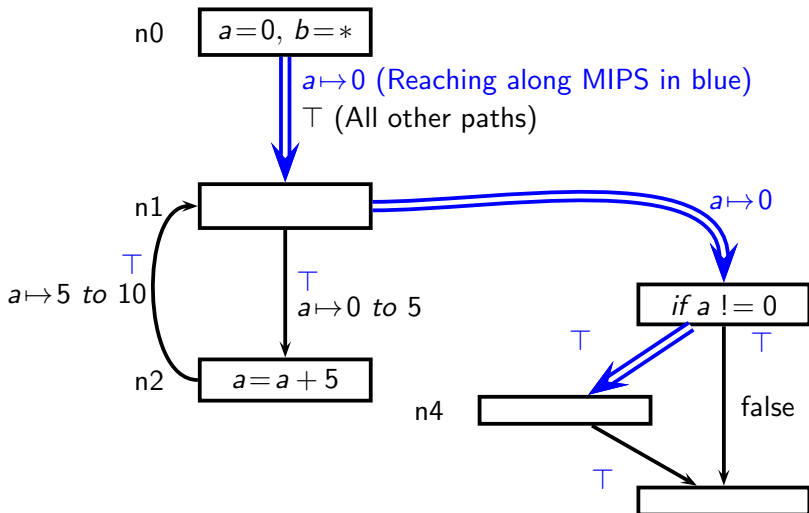 n0
a=0, b=*
a↦0 (Reaching along MIPS in blue)
⊤ (All other paths)
n1
a↦0
⊤
a↦5 to 10
⊤
a↦0 to 5
if a != 0
⊤
⊤
n2
a=a+5
n4
false
⊤